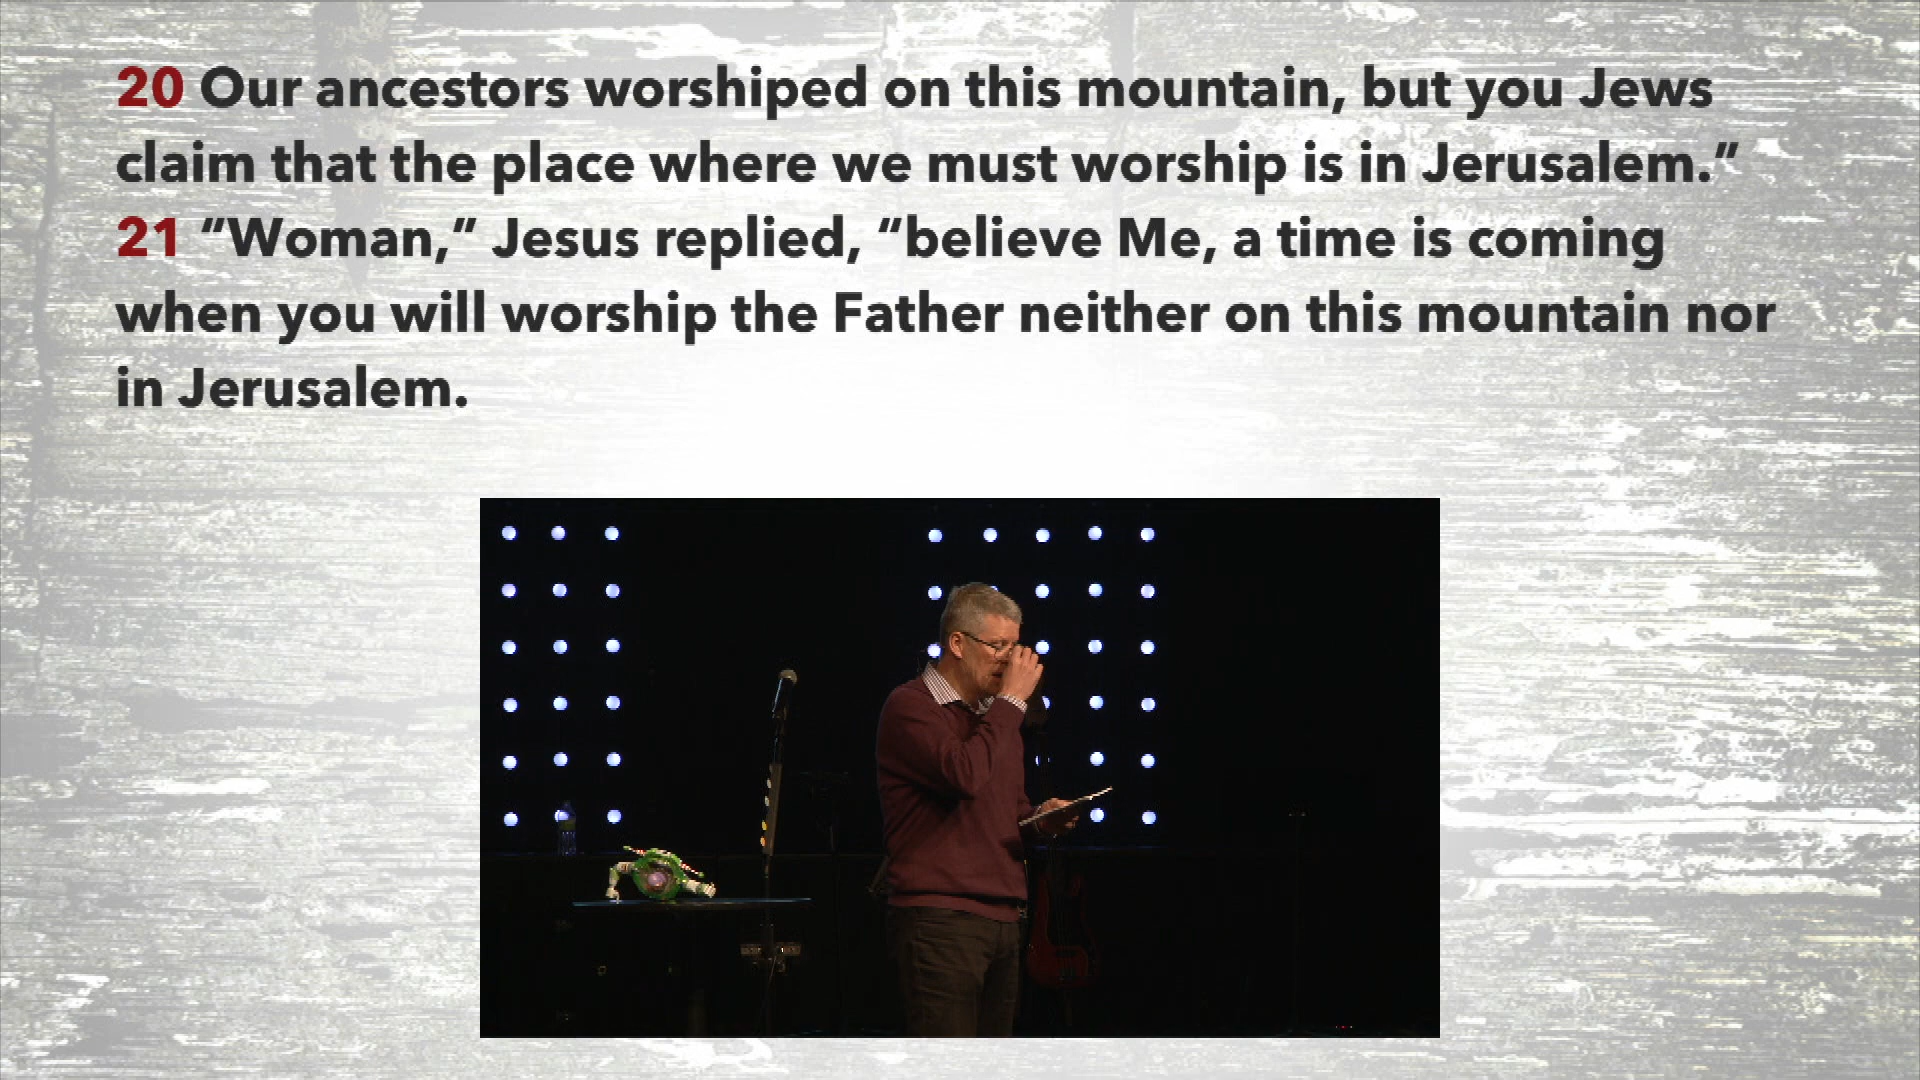 20 Our ancestors worshiped on this mountain, but you Jews
claim that the place where we must worship is in Jerusalem.”
21 “Woman,” Jesus replied, “believe Me, a time is coming
when you will worship the Father neither on this mountain nor
in Jerusalem.